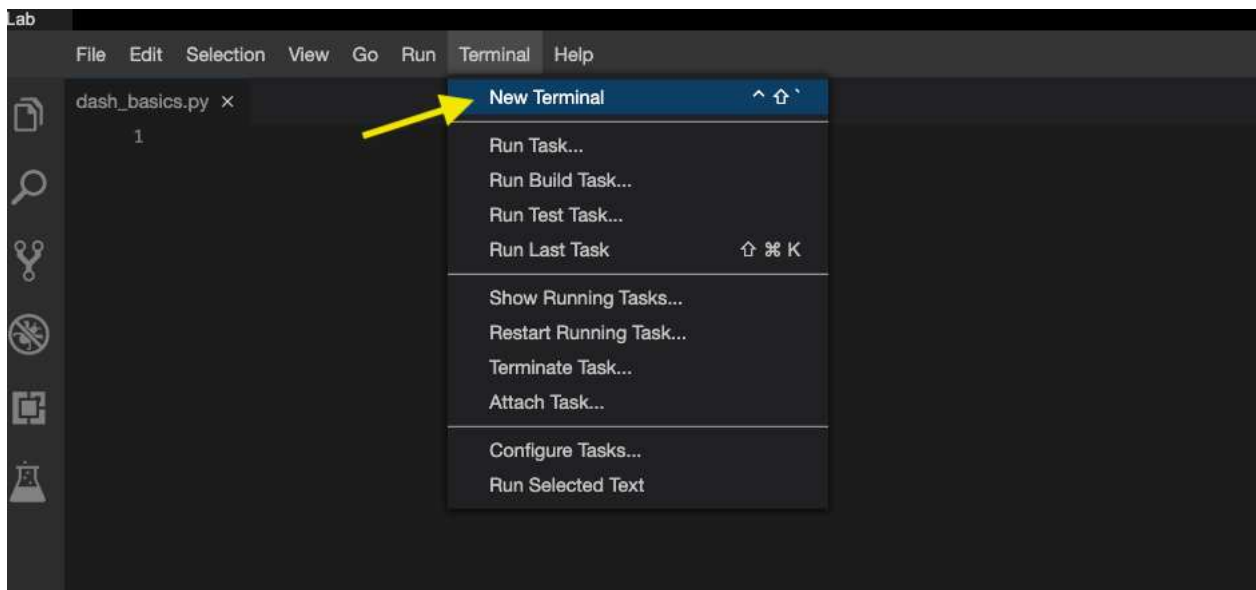 Lab
File Edit Selection View Go Run Terminal Help
dash_basics.py ×
1
New Terminal ^ ⇧ `
Run Task...
Run Build Task...
Run Test Task...
Run Last Task ⇧ ⌘ K
Show Running Tasks...
Restart Running Task...
Terminate Task...
Attach Task...
Configure Tasks...
Run Selected Text